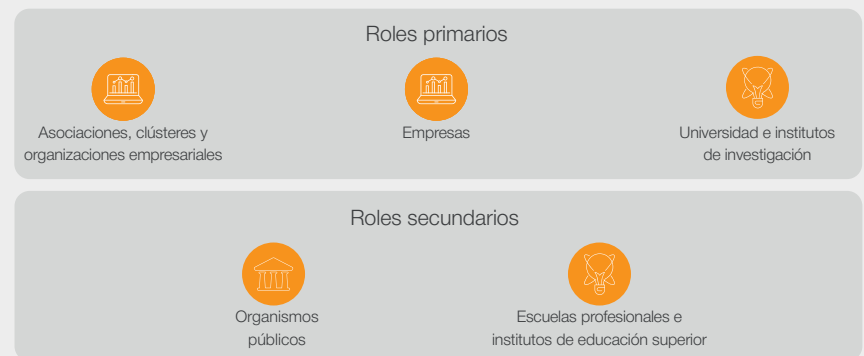 Roles primarios
Asociaciones, clústeres y
organizaciones empresariales
Empresas
Universidad e institutos
de investigación
Roles secundarios
Organismos
públicos
Escuelas profesionales e
institutos de educación superior